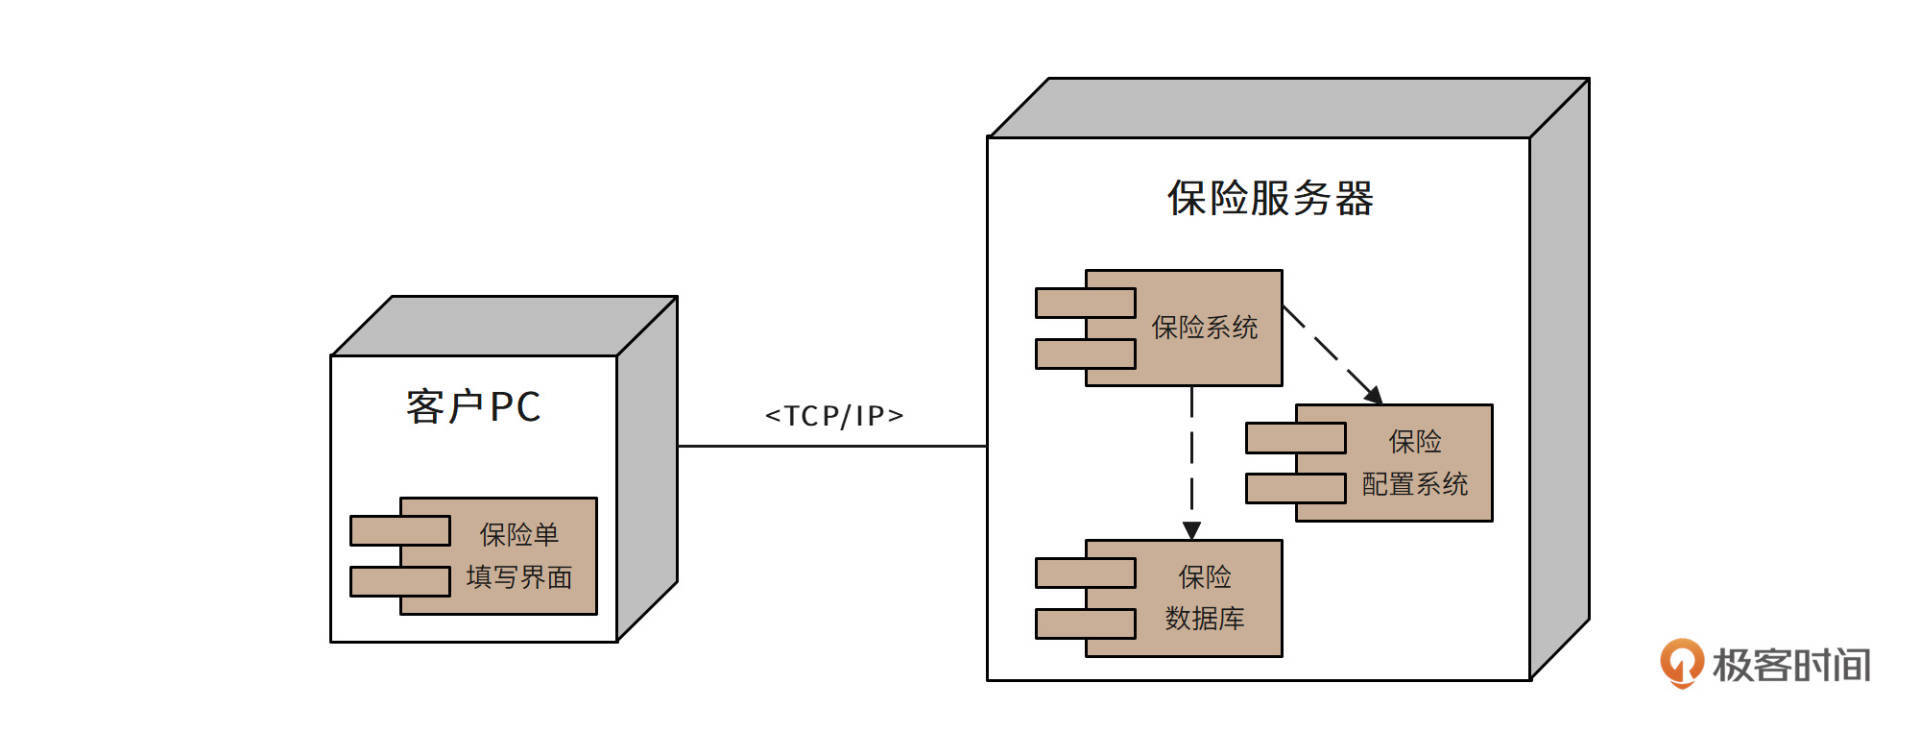 保险服务器
保险系统
客户PC
<TCP/IP>
保险
配置系统
保险单
填写界面
保险
数据库
极客时间